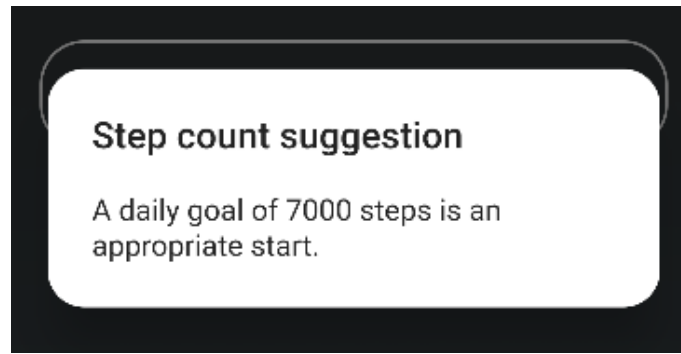 Step count suggestion
A daily goal of 7000 steps is an
appropriate start.